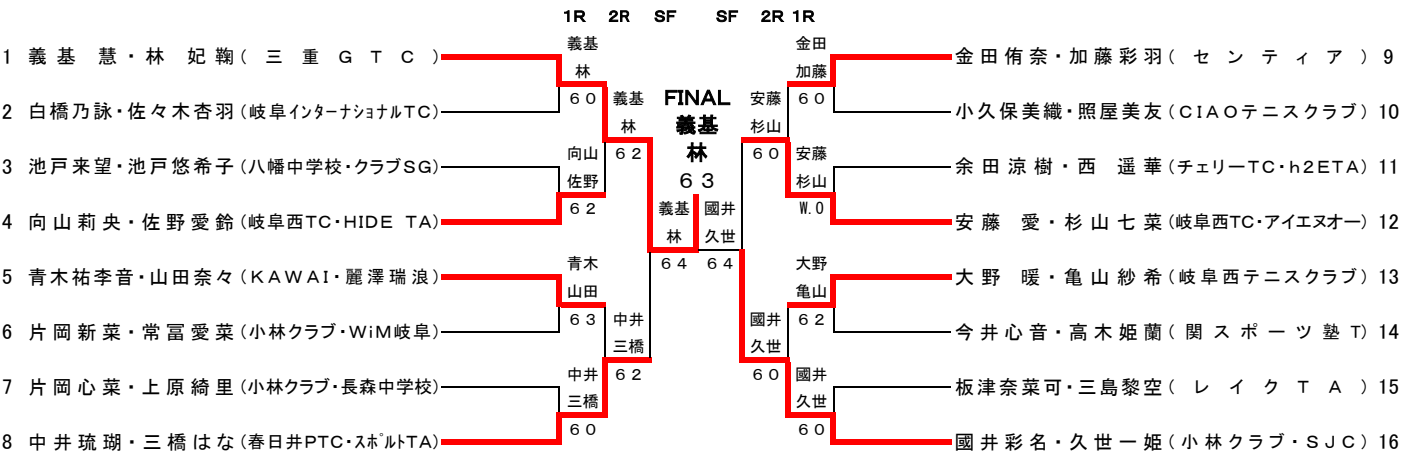 1R 2R SF SF 2R 1R
1 義基 慧・林 妃鞠(三重GTC)
2 白橋乃詠・佐々木杏羽(岐阜インターナショナルTC)
3 池戸来望・池戸悠希子(八幡中学校・クラブSG)
4 向山莉央・佐野愛鈴(岐阜西TC・HIDE TA)
5 青木祐李音・山田奈々(KAWAI・麗澤瑞浪)
6 片岡新菜・常冨愛菜(小林クラブ・WiM岐阜)
7 片岡心菜・上原綺里(小林クラブ・長森中学校)
8 中井琉瑚・三橋はな(春日井PTC・スポルトTA)
義基
林
60
向山
佐野
62
青木
山田
63
中井
三橋
60
義基
林
62
中井
三橋
62
義基
林
64
FINAL
義基
林
63
國井
久世
64
安藤
杉山
60
國井
久世
60
金田
加藤
60
安藤
杉山
W.0
大野
亀山
62
國井
久世
60
金田侑奈・加藤彩羽(センティア) 9
小久保美織・照屋美友(CIAOテニスクラブ) 10
余田涼樹・西 遥華(チェリーTC・h2ETA) 11
安藤 愛・杉山七菜(岐阜西TC・アイエヌオー) 12
大野 暖・亀山紗希(岐阜西テニスクラブ) 13
今井心音・高木姫蘭(関スポーツ塾T) 14
板津奈菜可・三島黎空(レイクTA) 15
國井彩名・久世一姫(小林クラブ・SJC) 16